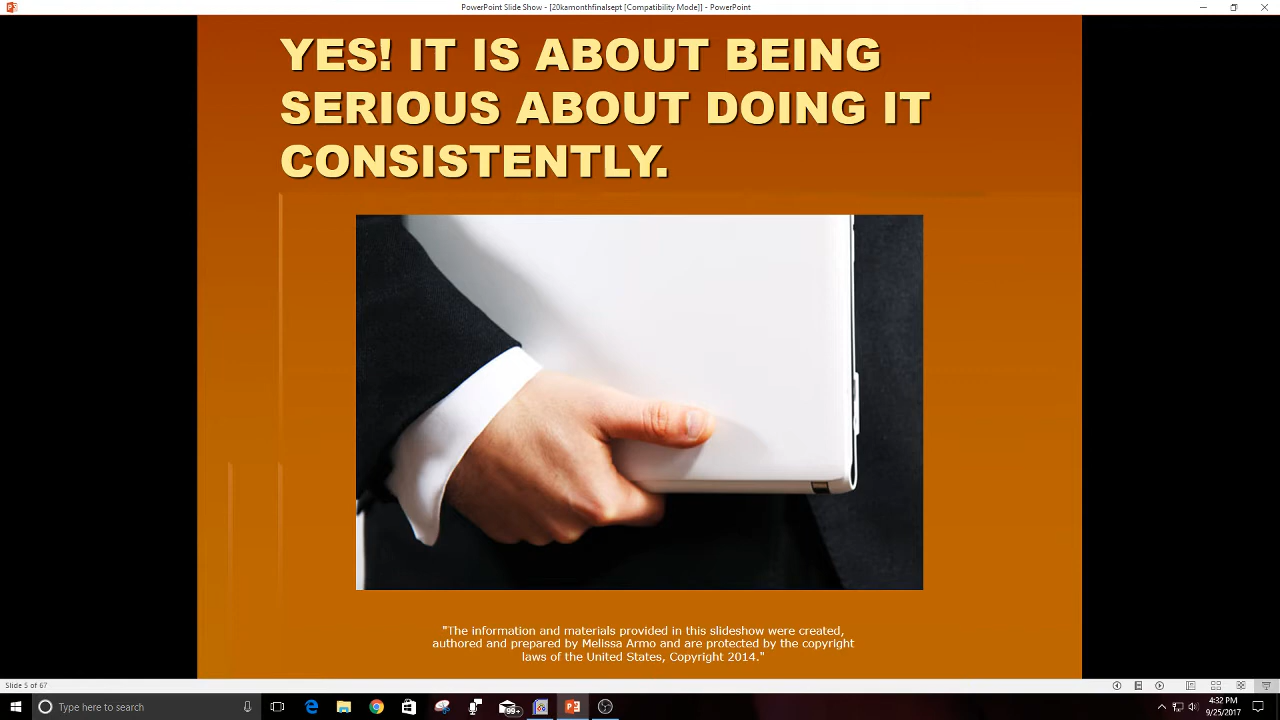 PowerPoint Slide Show - [20kamonthfinalsept [Compatibility Mode]] - PowerPoint
YES! IT IS ABOUT BEING
SERIOUS ABOUT DOING IT
CONSISTENTLY.
"The information and materials provided in this slideshow were created,
authored and prepared by Melissa Armo and are protected by the copyright
laws of the United States, Copyright 2014."
Slide 5 of 67
Type here to search
99+
4:32 PM
9/25/2017